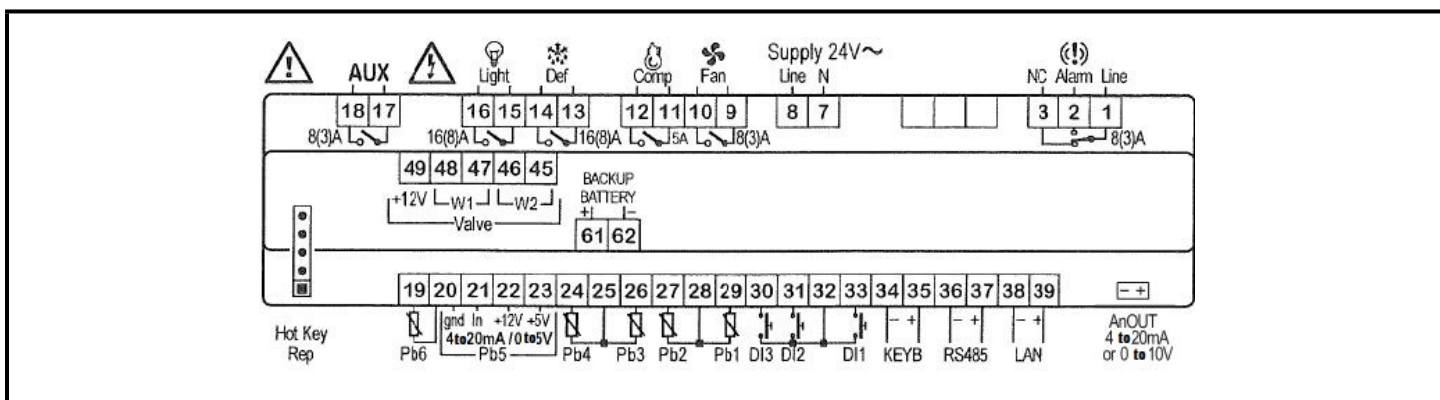 AUX Light Def Comp Fan Supply 24V~ Line N NC Alarm Line
18 17 16 15 14 13 12 11 10 9 8 7 3 2 1
8(3)A 16(8)A 16(8)A 5A 8(3)A 8(3)A
49 48 47 46 45
+12V W1 W2
Valve
BACKUP
BATTERY
+ -
61 62
19 20 21 22 23 24 25 26 27 28 29 30 31 32 33 34 35 36 37 38 39 - +
gnd In +12V +5V
4to20mA / 0 to5V
- + - + - +
Pb6 Pb5 Pb4 Pb3 Pb2 Pb1 DI3 DI2 DI1 KEYB RS485 LAN
Hot Key
Rep
AnOUT
4 to20mA
or 0 to 10V